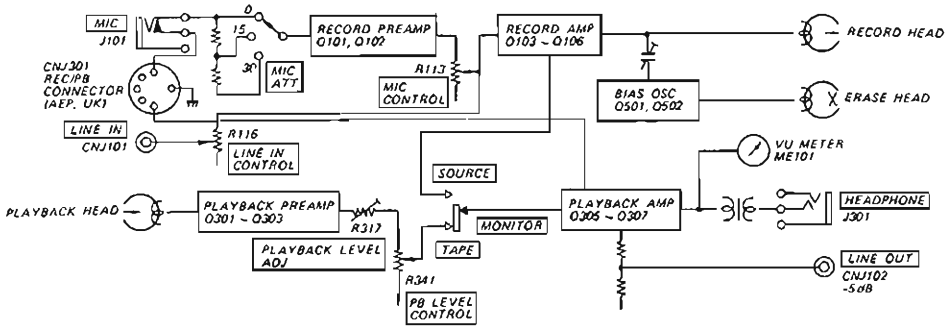 MIC
J101
0
15
30
MIC
ATT
RECORD PREAMP
Q101, Q102
R113
MIC
CONTROL
RECORD AMP
Q103 ~ Q106
RECORD HEAD
CNJ301
REC/PB
CONNECTOR
(AEP, UK)
BIAS OSC
Q501, Q502
ERASE HEAD
LINE IN
CNJ101
R116
LINE IN
CONTROL
VU METER
ME101
SOURCE
PLAYBACK HEAD
PLAYBACK PREAMP
Q301 ~ Q303
R317
PLAYBACK LEVEL
ADJ
R341
PB LEVEL
CONTROL
TAPE
MONITOR
PLAYBACK AMP
Q305 ~ Q307
HEADPHONE
J301
LINE OUT
CNJ102
-5dB